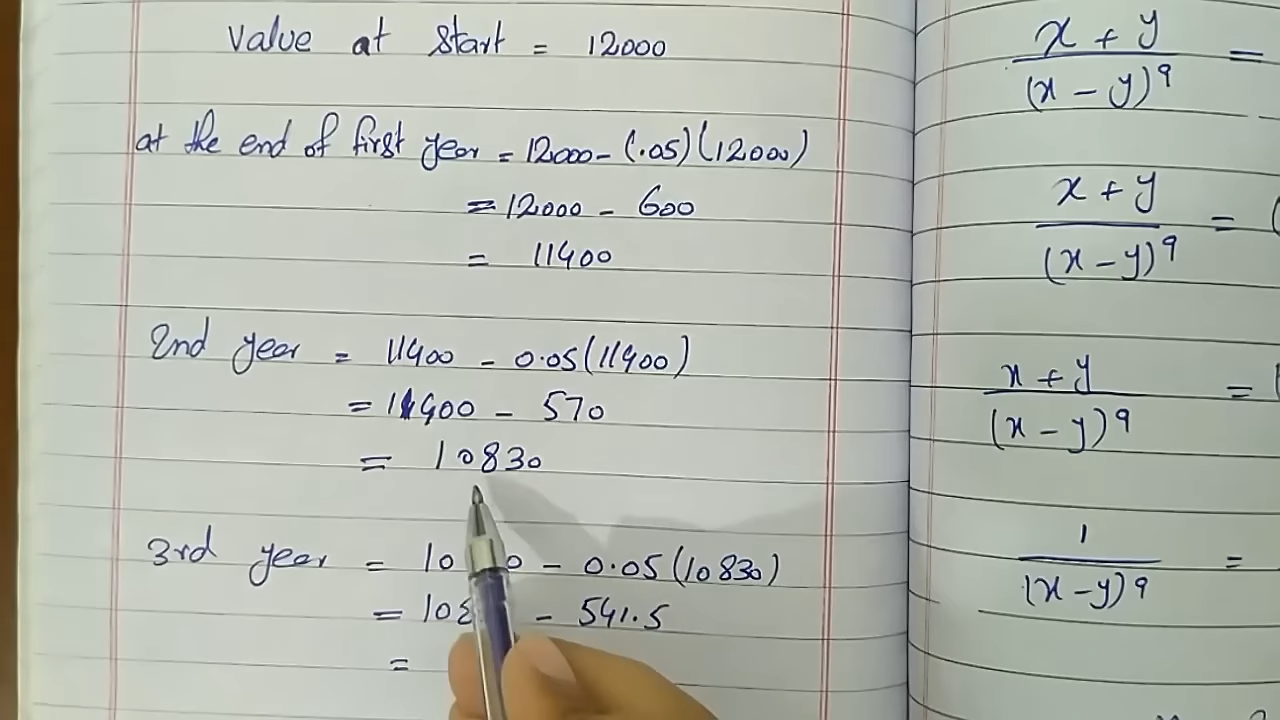 Value at start = 12000
at the end of first year = 12000 - (.05)(12000)
= 12000 - 600
= 11400
2nd year = 11400 - 0.05(11400)
= 11400 - 570
= 10830
3rd year = 10 0 - 0.05(10830)
= 108 - 541.5
=
x + y / (x - y)^9 =
x + y / (x - y)^9 = (
x + y / (x - y)^9 =
1 / (x - y)^9 =